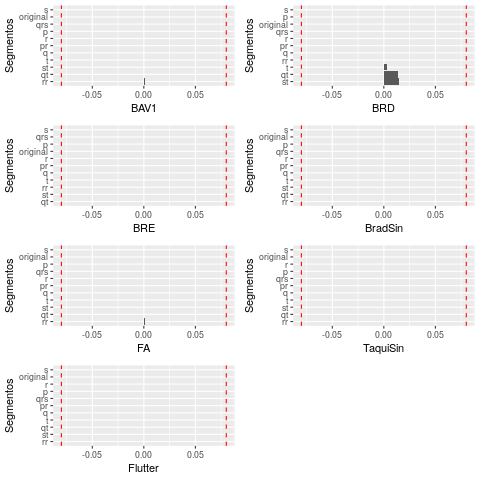 Segmentos
s
original
qrs
p
r
pr
q
t
st
qt
rr
-0.05 0.00 0.05
BAV1
Segmentos
s
original
p
qrs
r
pr
q
t
qt
st
-0.05 0.00 0.05
BRD
Segmentos
s
qrs
p
original
r
pr
q
t
st
qt
-0.05 0.00 0.05
BRE
Segmentos
s
original
p
qrs
r
pr
q
t
st
qt
rr
-0.05 0.00 0.05
BradSin
Segmentos
s
original
p
qrs
r
pr
q
t
st
qt
rr
-0.05 0.00 0.05
FA
Segmentos
s
original
r
p
qrs
pr
q
t
st
qt
rr
-0.05 0.00 0.05
TaquiSin
Segmentos
s
original
r
p
qrs
pr
q
t
qt
st
rr
-0.05 0.00 0.05
Flutter